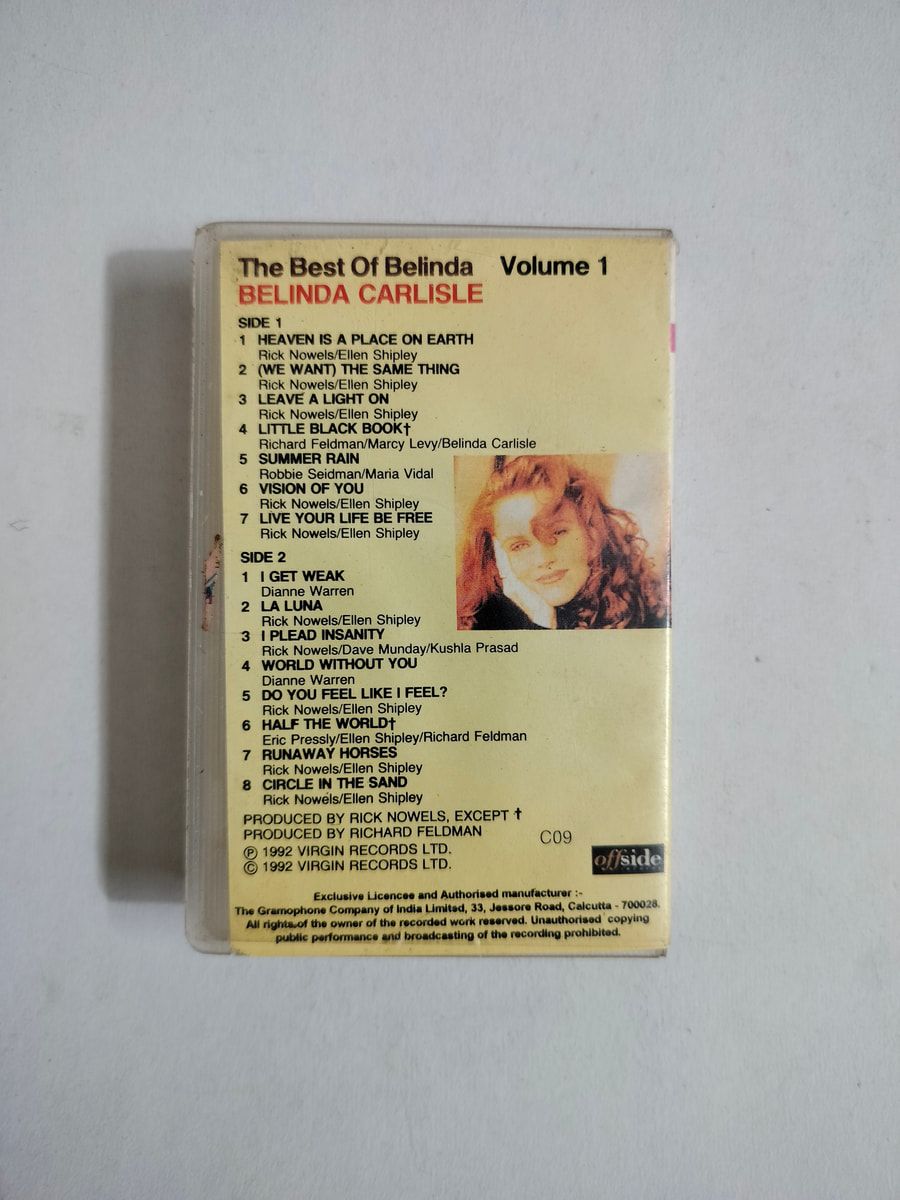 The Best Of Belinda Volume 1
BELINDA CARLISLE
SIDE 1
1 HEAVEN IS A PLACE ON EARTH
Rick Nowels/Ellen Shipley
2 (WE WANT) THE SAME THING
Rick Nowels/Ellen Shipley
3 LEAVE A LIGHT ON
Rick Nowels/Ellen Shipley
4 LITTLE BLACK BOOK†
Richard Feldman/Marcy Levy/Belinda Carlisle
5 SUMMER RAIN
Robbie Seidman/Maria Vidal
6 VISION OF YOU
Rick Nowels/Ellen Shipley
7 LIVE YOUR LIFE BE FREE
Rick Nowels/Ellen Shipley
SIDE 2
1 I GET WEAK
Dianne Warren
2 LA LUNA
Rick Nowels/Ellen Shipley
3 I PLEAD INSANITY
Rick Nowels/Dave Munday/Kushla Prasad
4 WORLD WITHOUT YOU
Dianne Warren
5 DO YOU FEEL LIKE I FEEL?
Rick Nowels/Ellen Shipley
6 HALF THE WORLD†
Eric Pressly/Ellen Shipley/Richard Feldman
7 RUNAWAY HORSES
Rick Nowels/Ellen Shipley
8 CIRCLE IN THE SAND
Rick Nowels/Ellen Shipley
PRODUCED BY RICK NOWELS, EXCEPT †
PRODUCED BY RICHARD FELDMAN
C09
℗ 1992 VIRGIN RECORDS LTD.
© 1992 VIRGIN RECORDS LTD.
offside
Exclusive Licencee and Authorised manufacturer :-
The Gramophone Company of India Limited, 33, Jessore Road, Calcutta - 700028.
All rights of the owner of the recorded work reserved. Unauthorised copying
public performance and broadcasting of the recording prohibited.